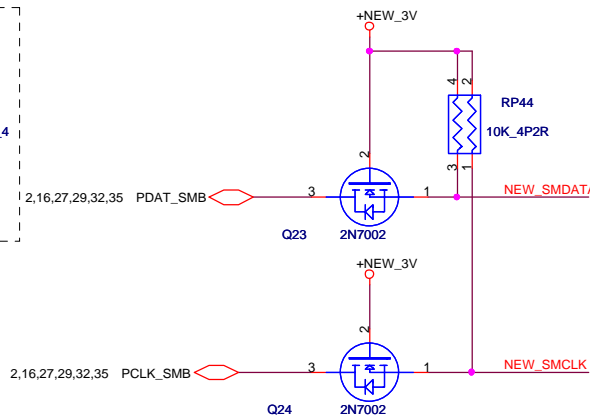 +NEW_3V
4
2
RP44
4
10K_4P2R
2
3
1
2,16,27,29,32,35 PDAT_SMB
3
1
NEW_SMDATA
Q23
2N7002
+NEW_3V
2
2,16,27,29,32,35 PCLK_SMB
3
1
NEW_SMCLK
Q24
2N7002